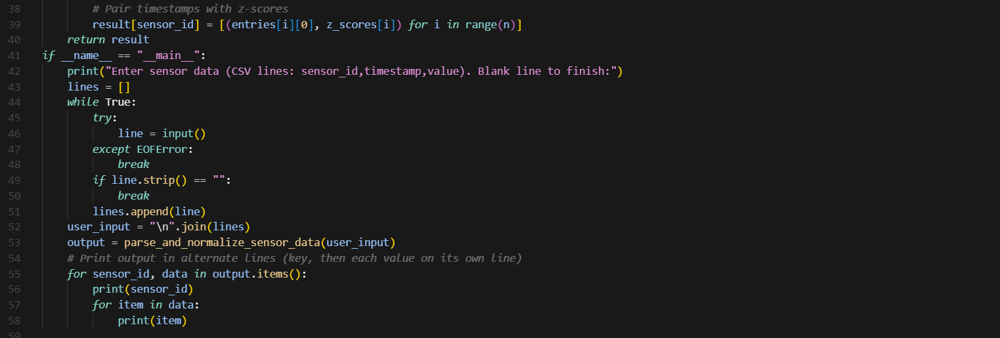 38 # Pair timestamps with z-scores
39 result[sensor_id] = [(entries[i][0], z_scores[i]) for i in range(n)]
40 return result
41 if __name__ == "__main__":
42 print("Enter sensor data (CSV lines: sensor_id,timestamp,value). Blank line to finish:")
43 lines = []
44 while True:
45 try:
46 line = input()
47 except EOFError:
48 break
49 if line.strip() == "":
50 break
51 lines.append(line)
52 user_input = "\n".join(lines)
53 output = parse_and_normalize_sensor_data(user_input)
54 # Print output in alternate lines (key, then each value on its own line)
55 for sensor_id, data in output.items():
56 print(sensor_id)
57 for item in data:
58 print(item)
59